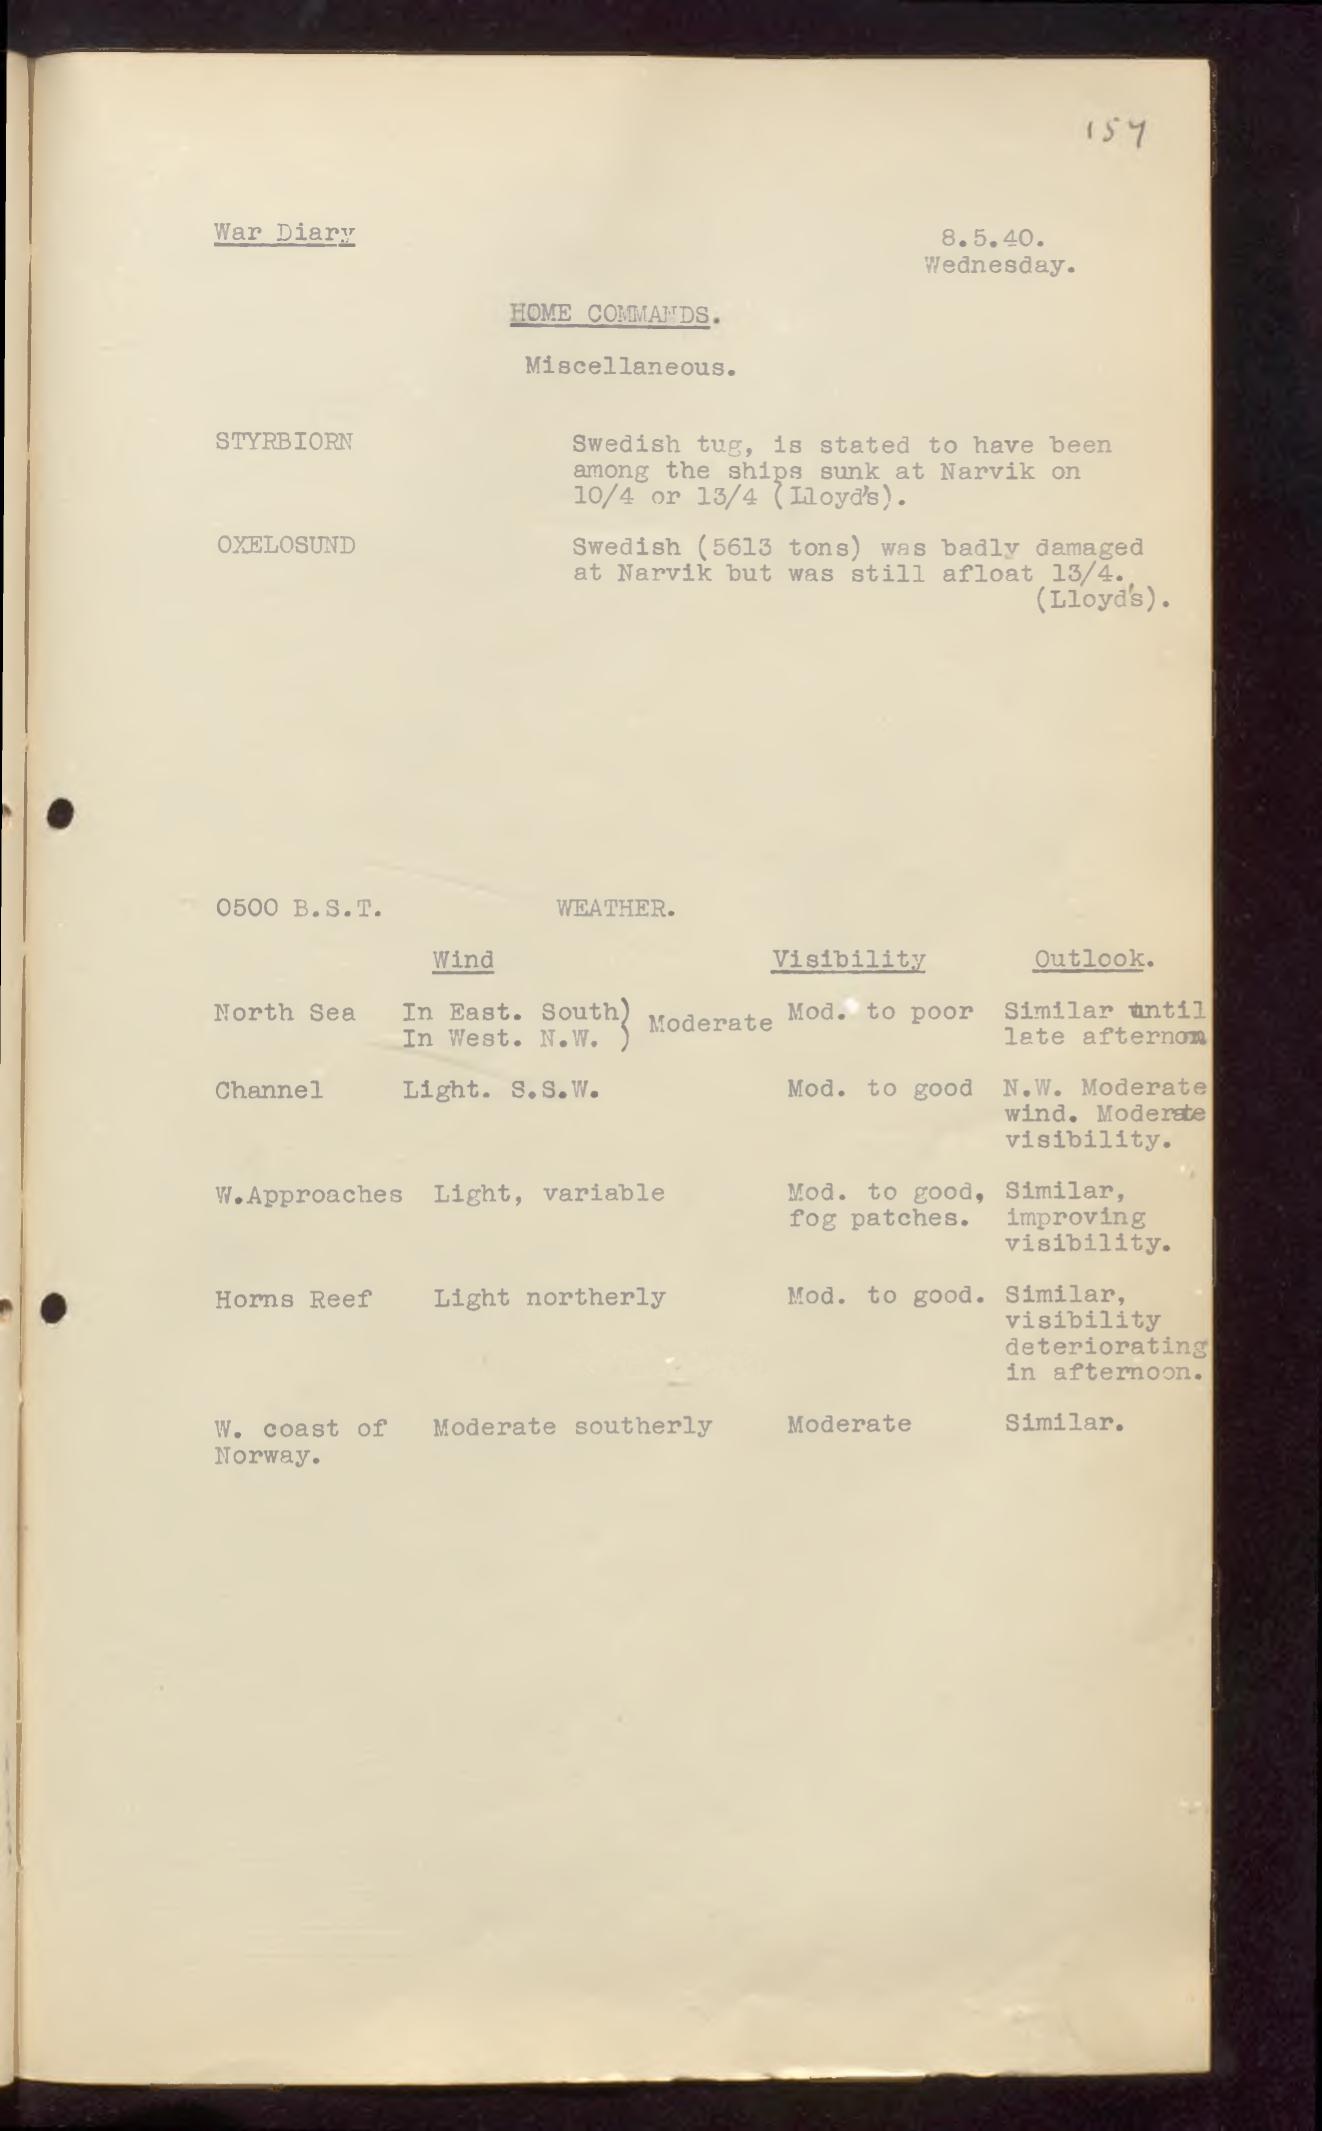 157
War Diary
8.5.40.
Wednesday.
HOME COMMANDS.
Miscellaneous.
STYRBIORN Swedish tug, is stated to have been
among the ships sunk at Narvik on
10/4 or 13/4 (Lloyd's).
OXELOSUND Swedish (5613 tons) was badly damaged
at Narvik but was still afloat 13/4.
(Lloyd's).
0500 B.S.T. WEATHER.
Wind Visibility Outlook.
North Sea In East. South) Moderate Mod. to poor Similar until
In West. N.W. ) late afternoon
Channel Light. S.S.W. Mod. to good N.W. Moderate
wind. Moderate
visibility.
W.Approaches Light, variable Mod. to good, Similar,
fog patches. improving
visibility.
Horns Reef Light northerly Mod. to good. Similar,
visibility
deteriorating
in afternoon.
W. coast of Moderate southerly Moderate Similar.
Norway.